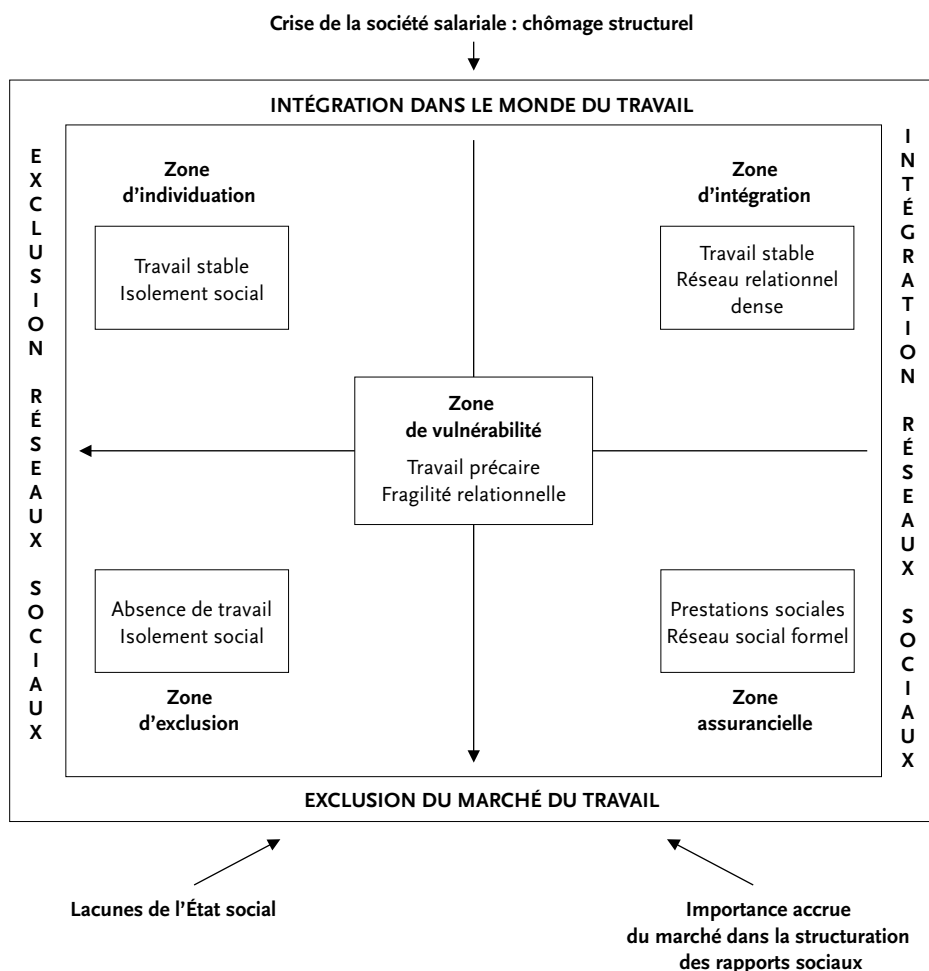 Crise de la société salariale : chômage structurel
INTÉGRATION DANS LE MONDE DU TRAVAIL
EXCLUSION RÉSEAUX SOCIAUX
Zone
d’individuation
Travail stable
Isolement social
Zone
d’intégration
Travail stable
Réseau relationnel
dense
INTÉGRATION RÉSEAUX SOCIAUX
Zone
de vulnérabilité
Travail précaire
Fragilité relationnelle
Absence de travail
Isolement social
Zone
d’exclusion
Prestations sociales
Réseau social formel
Zone
assurancielle
EXCLUSION DU MARCHÉ DU TRAVAIL
Lacunes de l’État social
Importance accrue
du marché dans la structuration
des rapports sociaux